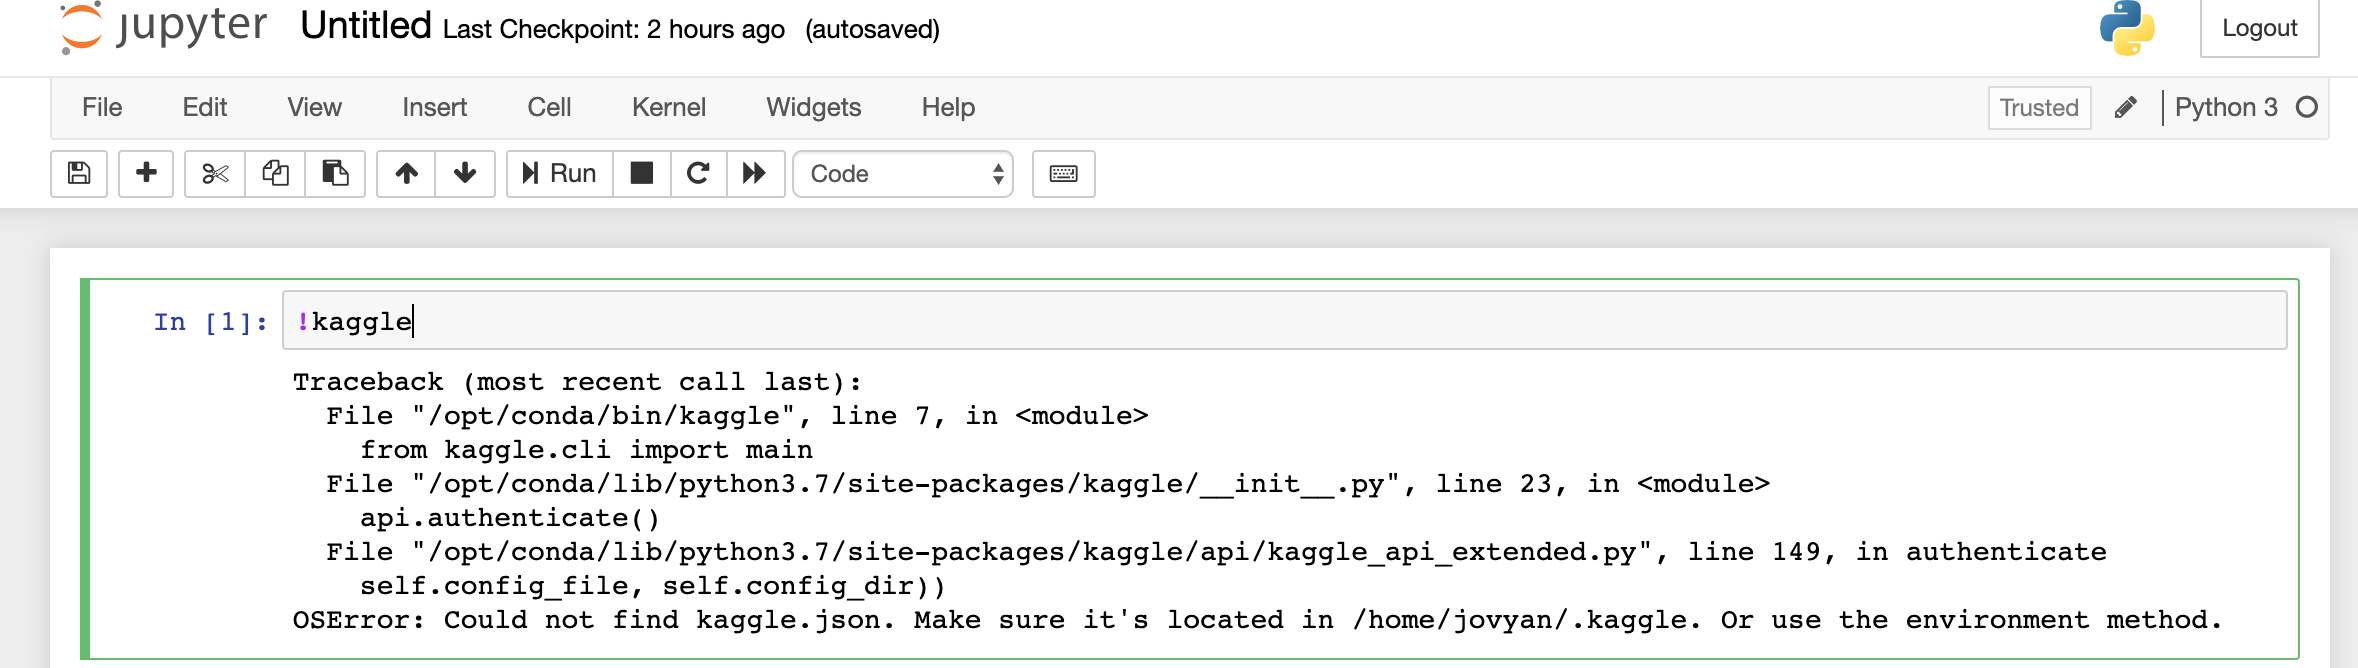 jupyter Untitled Last Checkpoint: 2 hours ago (autosaved) Logout
File Edit View Insert Cell Kernel Widgets Help Trusted Python 3
Run Code
In [1]: !kaggle
Traceback (most recent call last):
  File "/opt/conda/bin/kaggle", line 7, in <module>
    from kaggle.cli import main
  File "/opt/conda/lib/python3.7/site-packages/kaggle/__init__.py", line 23, in <module>
    api.authenticate()
  File "/opt/conda/lib/python3.7/site-packages/kaggle/api/kaggle_api_extended.py", line 149, in authenticate
    self.config_file, self.config_dir))
OSError: Could not find kaggle.json. Make sure it's located in /home/jovyan/.kaggle. Or use the environment method.